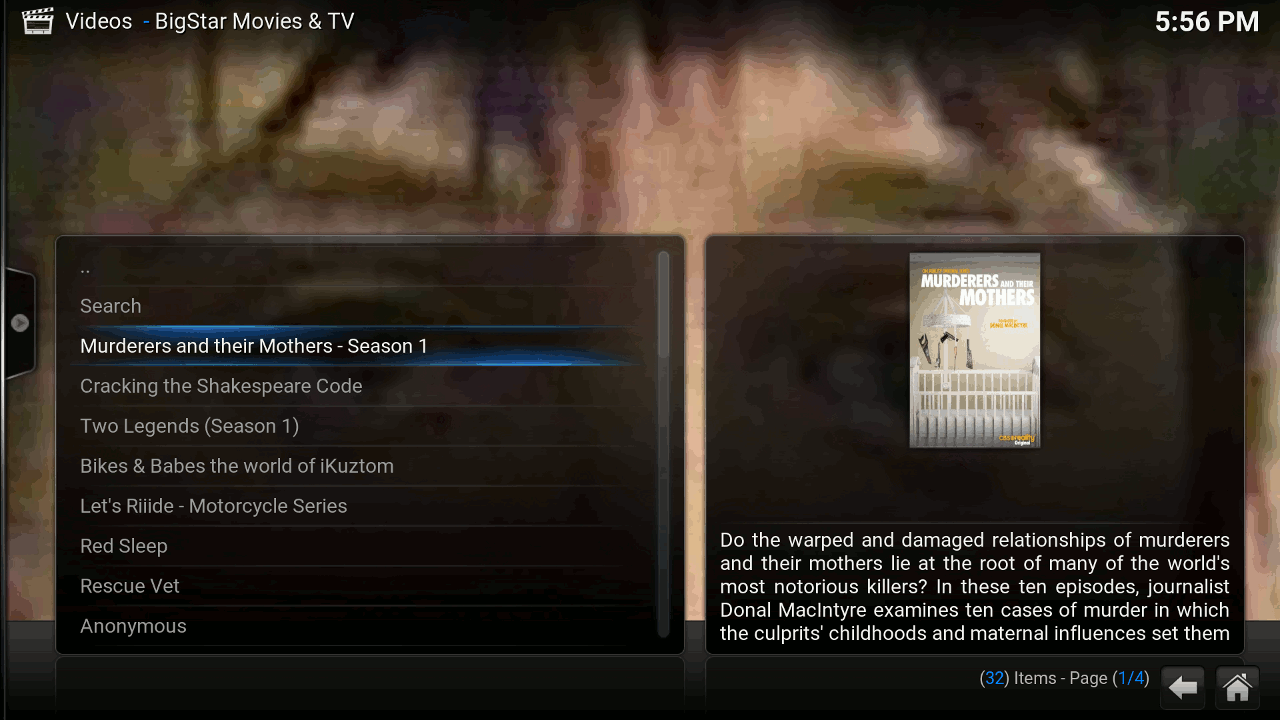 Videos - BigStar Movies & TV
5:56 PM
..
Search
Murderers and their Mothers - Season 1
Cracking the Shakespeare Code
Two Legends (Season 1)
Bikes & Babes the world of iKuztom
Let's Riiide - Motorcycle Series
Red Sleep
Rescue Vet
Anonymous
MURDERERS AND THEIR
MOTHERS
Do the warped and damaged relationships of murderers
and their mothers lie at the root of many of the world's
most notorious killers? In these ten episodes, journalist
Donal MacIntyre examines ten cases of murder in which
the culprits' childhoods and maternal influences set them
(32) Items - Page (1/4)